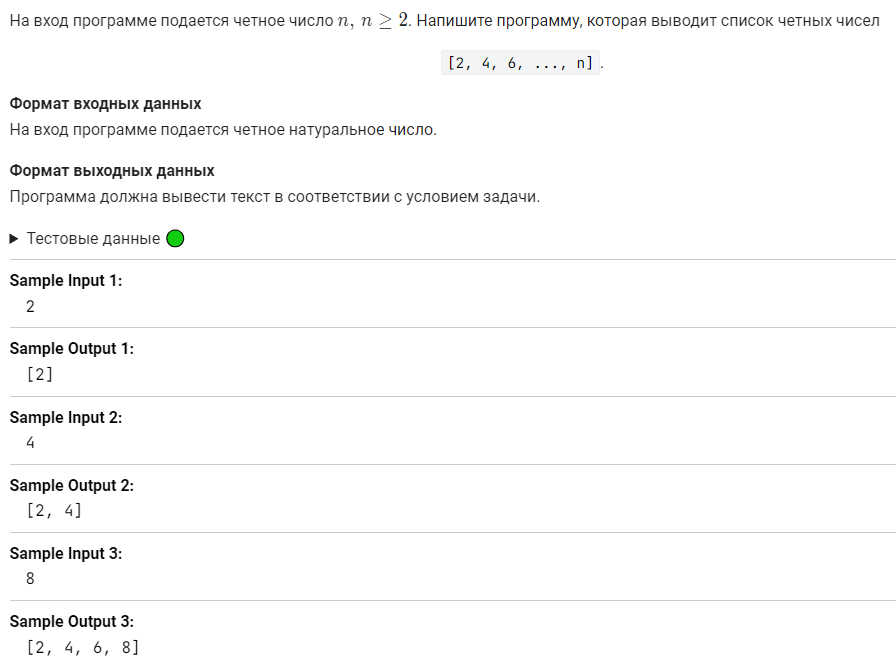 На вход программе подается четное число n, n ≥ 2. Напишите программу, которая выводит список четных чисел
[2, 4, 6, ..., n].
Формат входных данных
На вход программе подается четное натуральное число.
Формат выходных данных
Программа должна вывести текст в соответствии с условием задачи.
Тестовые данные
Sample Input 1:
2
Sample Output 1:
[2]
Sample Input 2:
4
Sample Output 2:
[2, 4]
Sample Input 3:
8
Sample Output 3:
[2, 4, 6, 8]